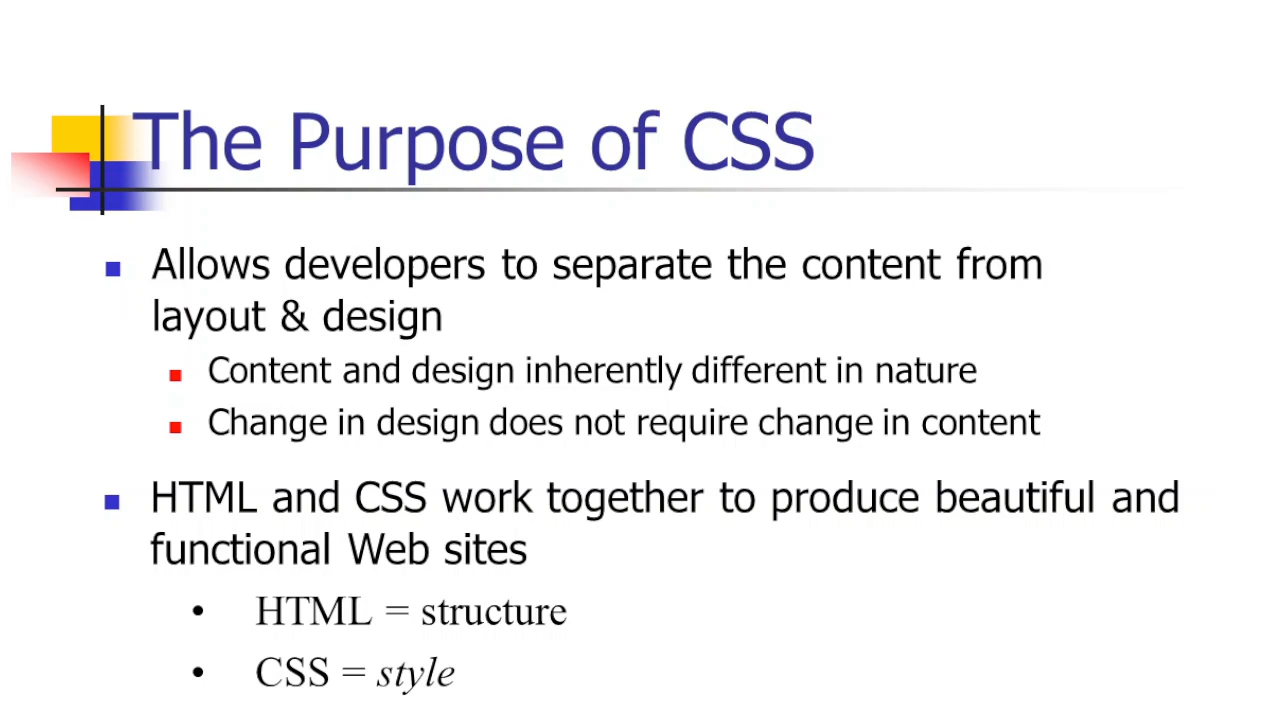 The Purpose of CSS
Allows developers to separate the content from
layout & design
Content and design inherently different in nature
Change in design does not require change in content
HTML and CSS work together to produce beautiful and
functional Web sites
• HTML = structure
• CSS = style